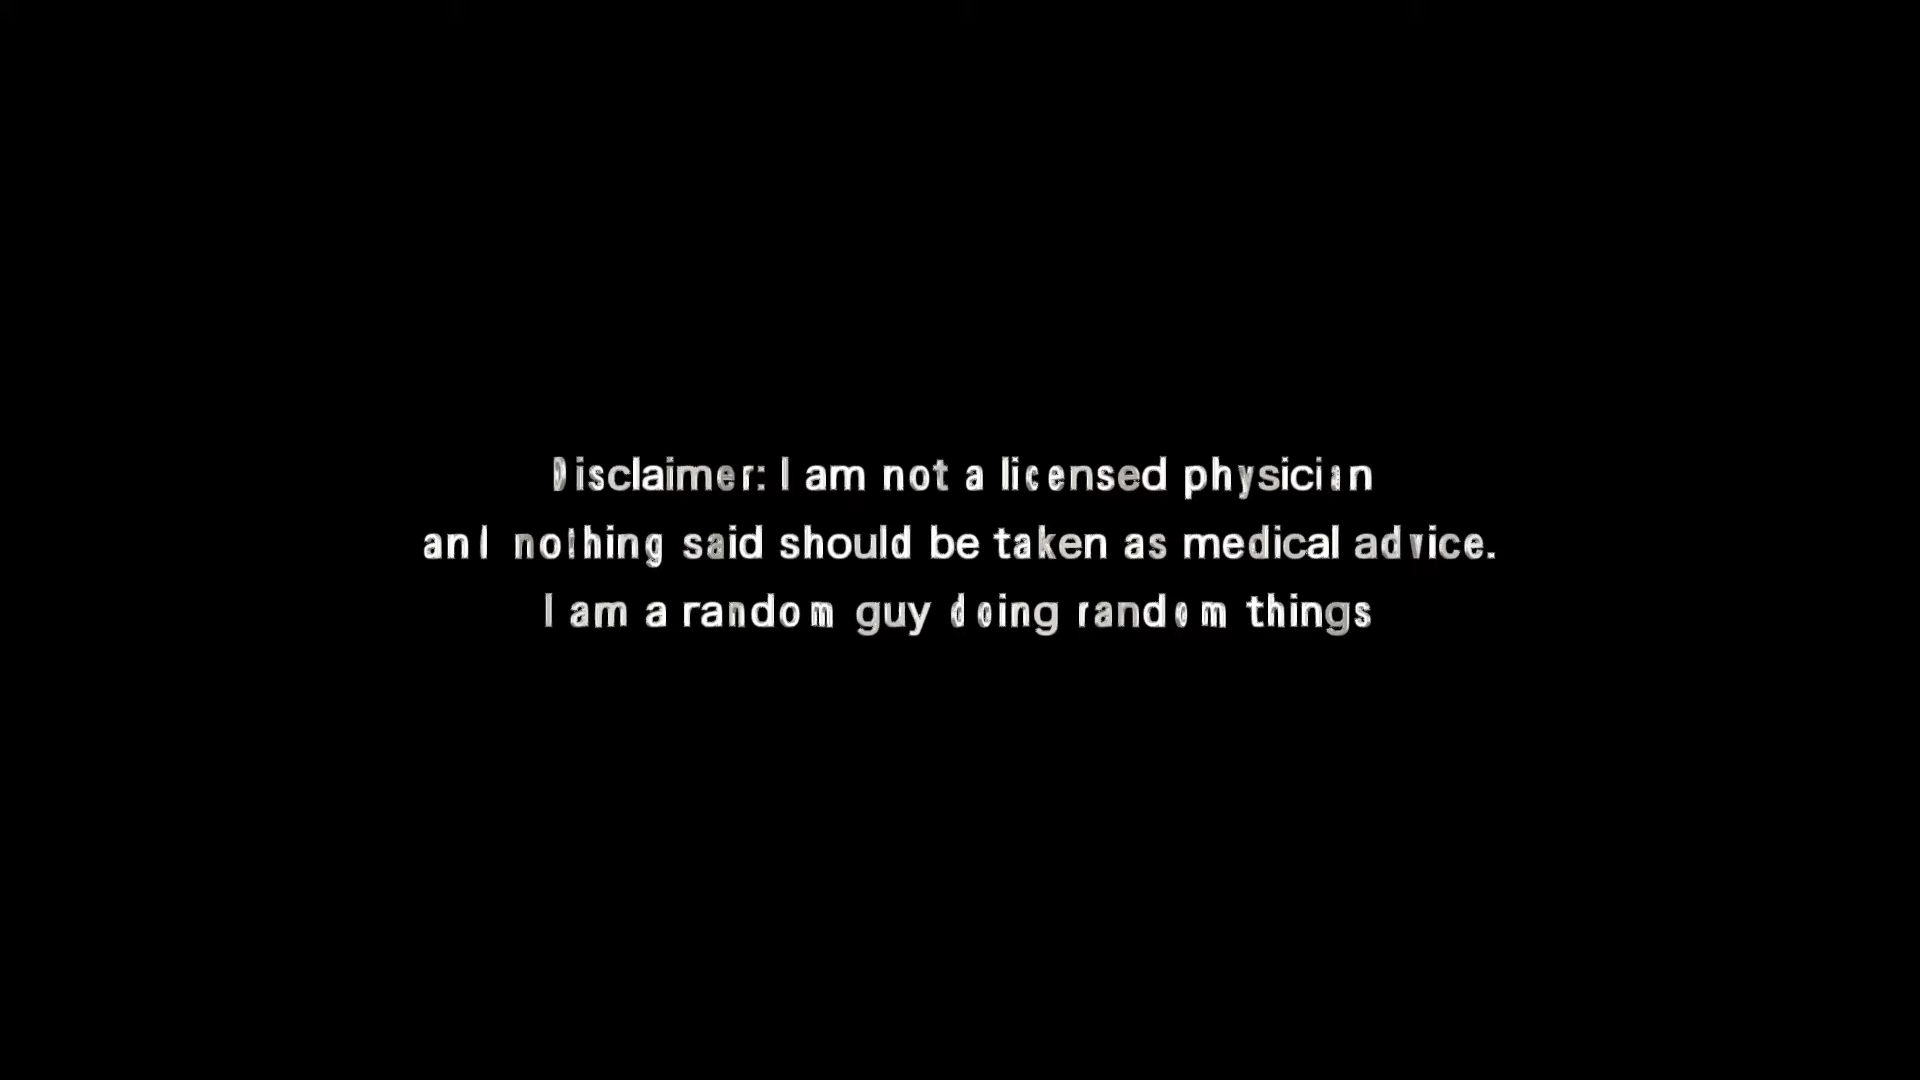 Disclaimer: I am not a licensed physician
and nothing said should be taken as medical advice.
I am a random guy doing random things